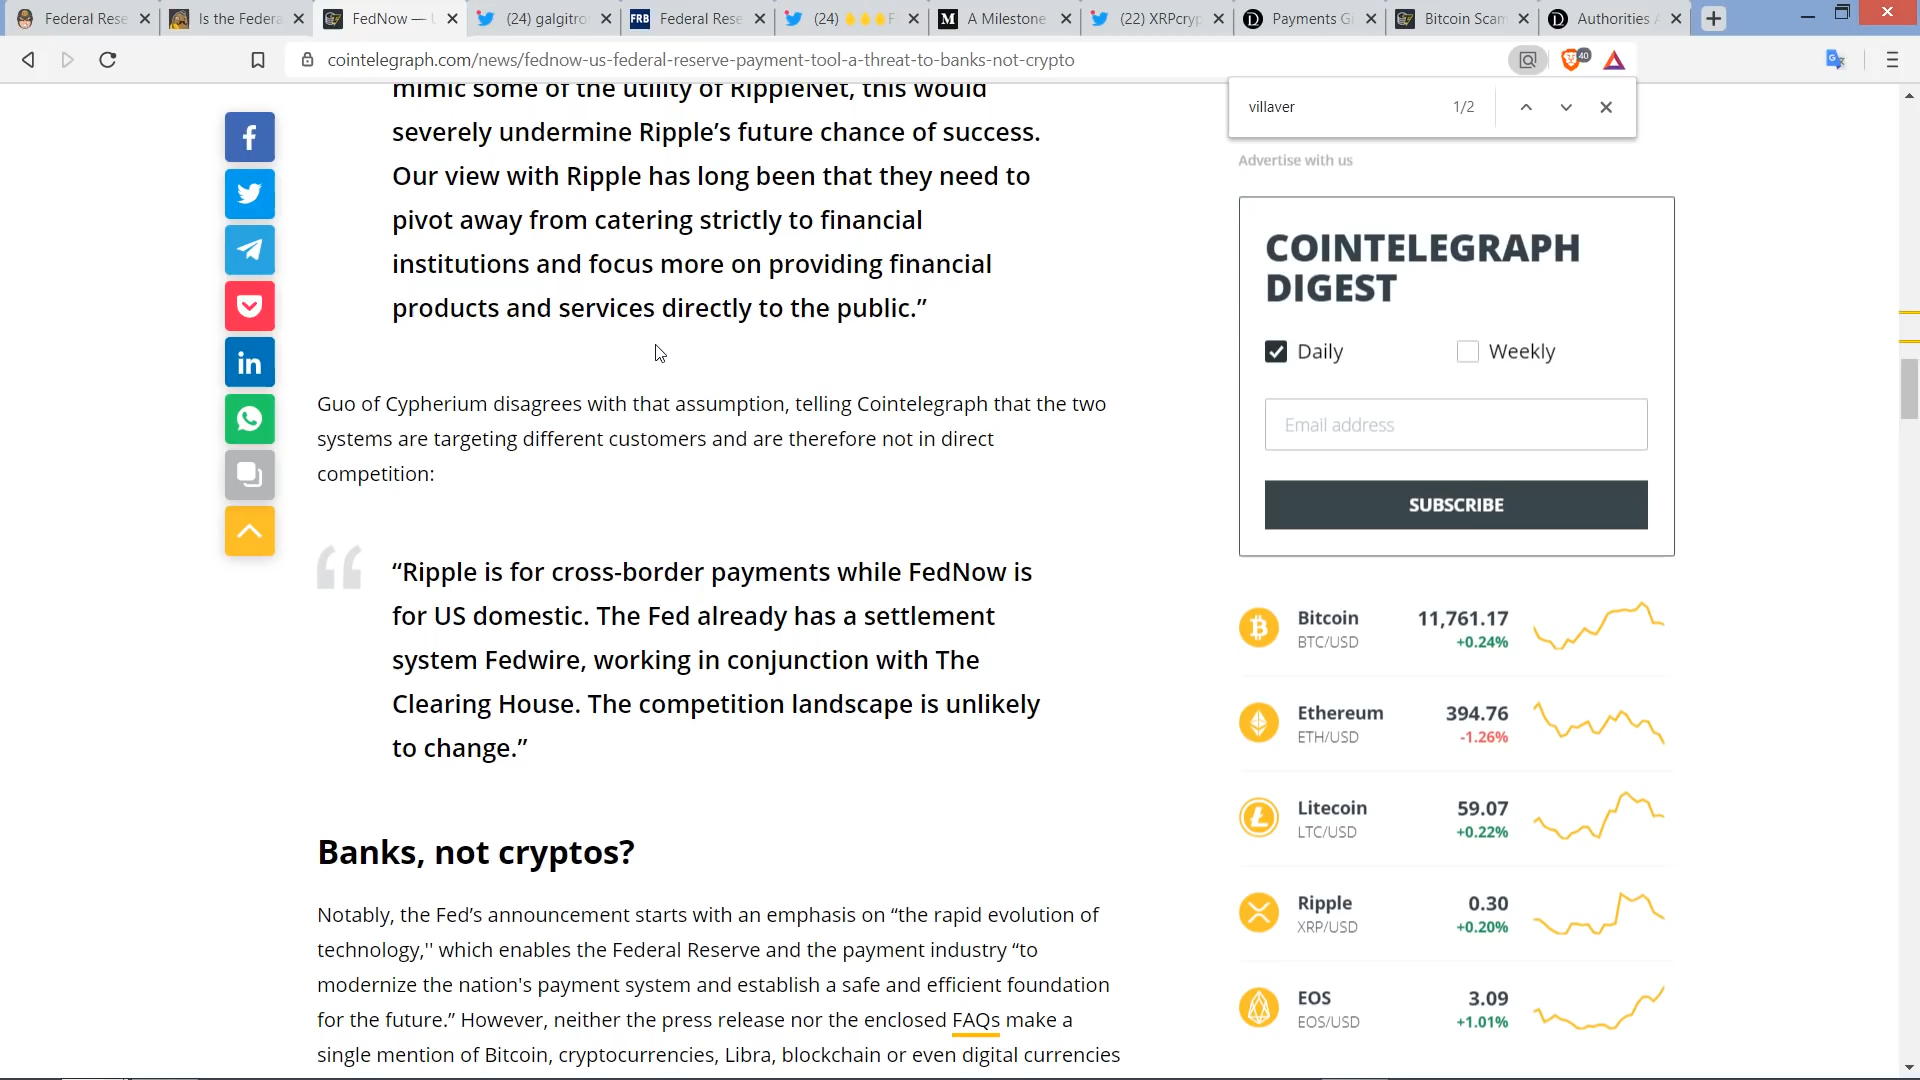 Federal Rese
Is the Federa
FedNow — U
(24) galgitro
Federal Rese
(24)
A Milestone
(22) XRPcryp
Payments Gi
Bitcoin Scam
Authorities A
cointelegraph.com/news/fednow-us-federal-reserve-payment-tool-a-threat-to-banks-not-crypto
40
villaver 1/2
mimic some of the utility of RippleNet, this would
severely undermine Ripple’s future chance of success.
Our view with Ripple has long been that they need to
pivot away from catering strictly to financial
institutions and focus more on providing financial
products and services directly to the public.”
Guo of Cypherium disagrees with that assumption, telling Cointelegraph that the two
systems are targeting different customers and are therefore not in direct
competition:
“Ripple is for cross-border payments while FedNow is
for US domestic. The Fed already has a settlement
system Fedwire, working in conjunction with The
Clearing House. The competition landscape is unlikely
to change.”
Banks, not cryptos?
Notably, the Fed’s announcement starts with an emphasis on “the rapid evolution of
technology,'' which enables the Federal Reserve and the payment industry “to
modernize the nation's payment system and establish a safe and efficient foundation
for the future.” However, neither the press release nor the enclosed FAQs make a
single mention of Bitcoin, cryptocurrencies, Libra, blockchain or even digital currencies
Advertise with us
COINTELEGRAPH
DIGEST
Daily
Weekly
Email address
SUBSCRIBE
Bitcoin 11,761.17
BTC/USD +0.24%
Ethereum 394.76
ETH/USD -1.26%
Litecoin 59.07
LTC/USD +0.22%
Ripple 0.30
XRP/USD +0.20%
EOS 3.09
EOS/USD +1.01%